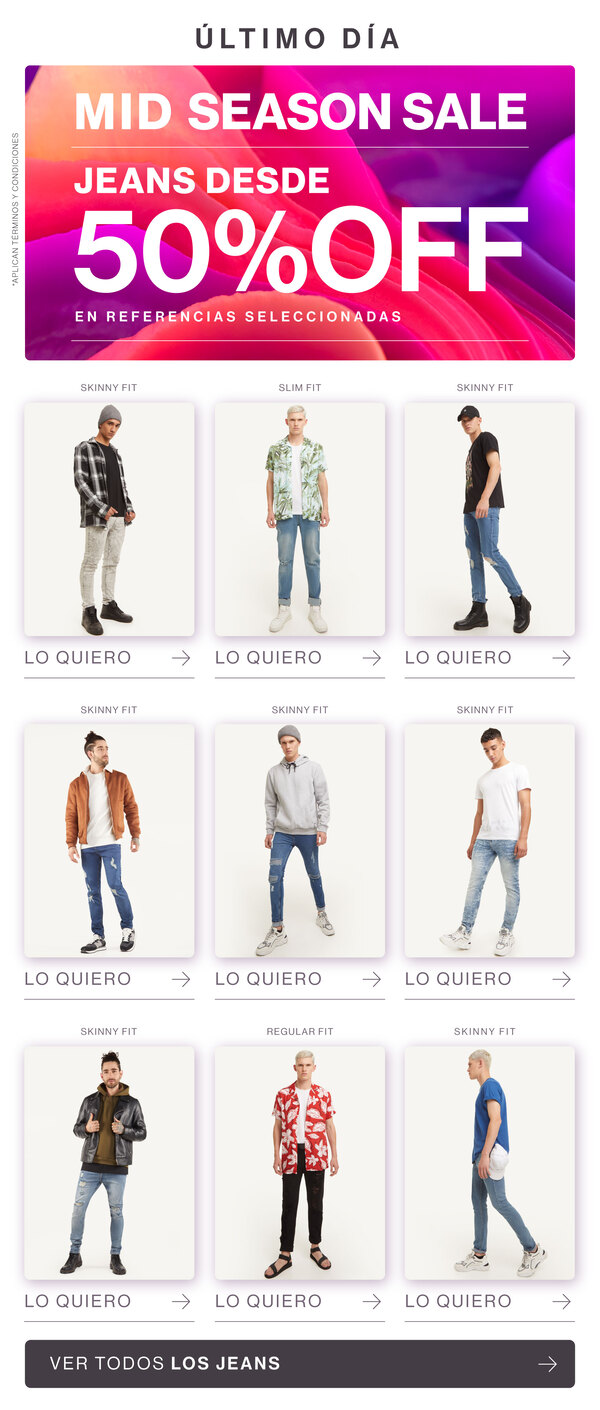 ÚLTIMO DÍA
MID SEASON SALE
JEANS DESDE
50%OFF
EN REFERENCIAS SELECCIONADAS
*APLICAN TÉRMINOS Y CONDICIONES
SKINNY FIT
SLIM FIT
SKINNY FIT
LO QUIERO
LO QUIERO
LO QUIERO
SKINNY FIT
SKINNY FIT
SKINNY FIT
LO QUIERO
LO QUIERO
LO QUIERO
SKINNY FIT
REGULAR FIT
SKINNY FIT
LO QUIERO
LO QUIERO
LO QUIERO
VER TODOS LOS JEANS